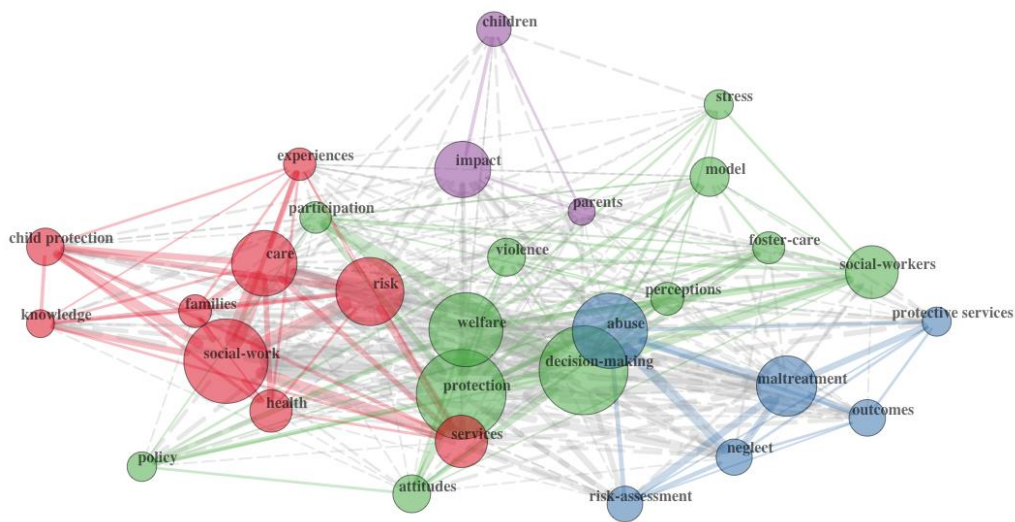 children
stress
experiences
impact
model
participation
parents
child protection
care
violence
foster-care
social-workers
risk
perceptions
families
knowledge
welfare
abuse
protective services
social-work
decision-making
protection
maltreatment
health
outcomes
services
neglect
policy
attitudes
risk-assessment